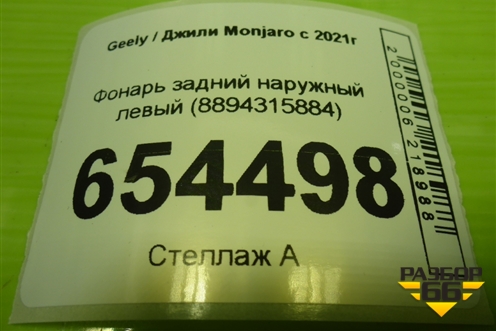 Geely / Джили Monjaro с 2021г
Фонарь задний наружный
левый (8894315884)
654498
Стеллаж А
2000006218988
РАЗБОР
66